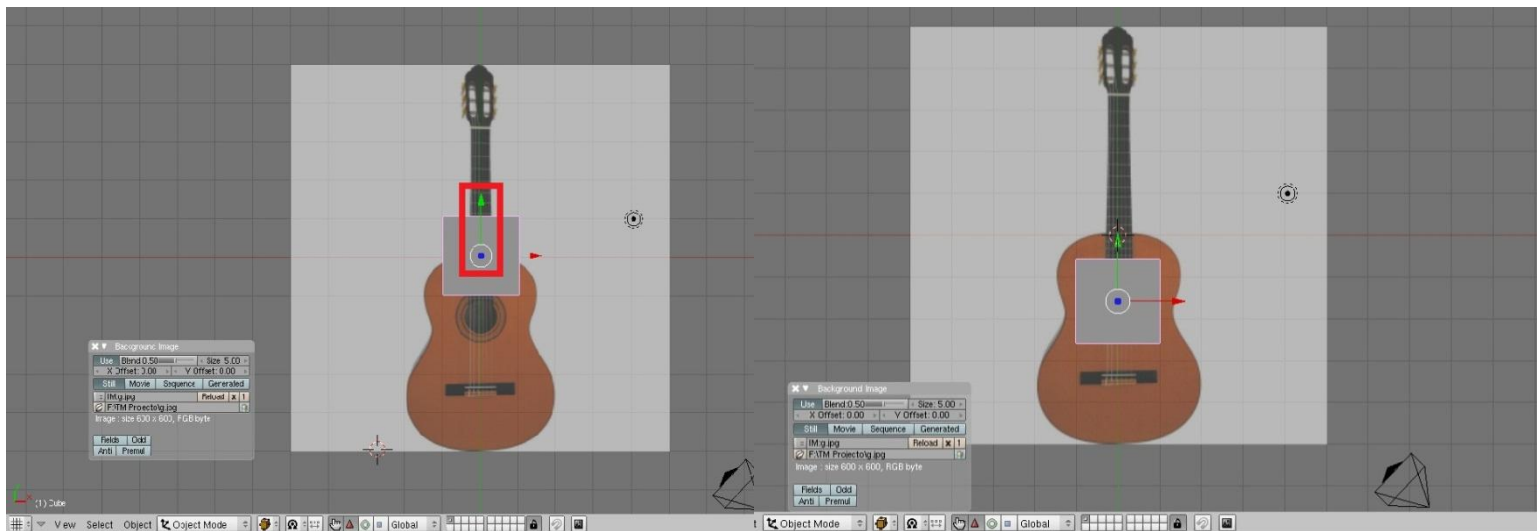 Background Image
Use Blend:0.50 Size: 5.00
X Offset: 0.00 Y Offset: 0.00
Still Movie Sequence Generated
IM:g.jpg Reload X 1
F:\TM Projecto\g.jpg
Image : size 600 x 600, RGB byte
Fields Odd
Anti Premul
(1) Cube
View Select Object Object Mode Global
Background Image
Use Blend:0.50 Size: 5.00
X Offset: 0.00 Y Offset: 0.00
Still Movie Sequence Generated
IM:g.jpg Reload X 1
F:\TM Projecto\g.jpg
Image : size 600 x 600, RGB byte
Fields Odd
Anti Premul
t Object Mode Global